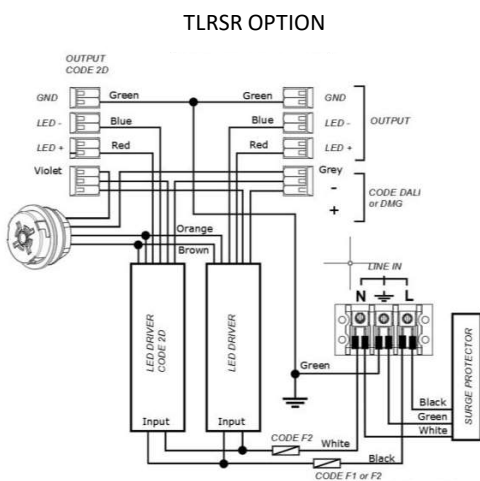 TLRSR OPTION
OUTPUT
CODE 2D
GND
Green
Green
GND
LED -
Blue
Blue
LED -
OUTPUT
LED +
Red
Red
LED +
Violet
Grey
-
+
CODE DALI
or DMG
Orange
Brown
LINE IN
N
L
LED DRIVER
CODE 2D
LED DRIVER
SURGE PROTECTOR
Green
Black
Green
White
Input
Input
CODE F2
White
Black
CODE F1 or F2